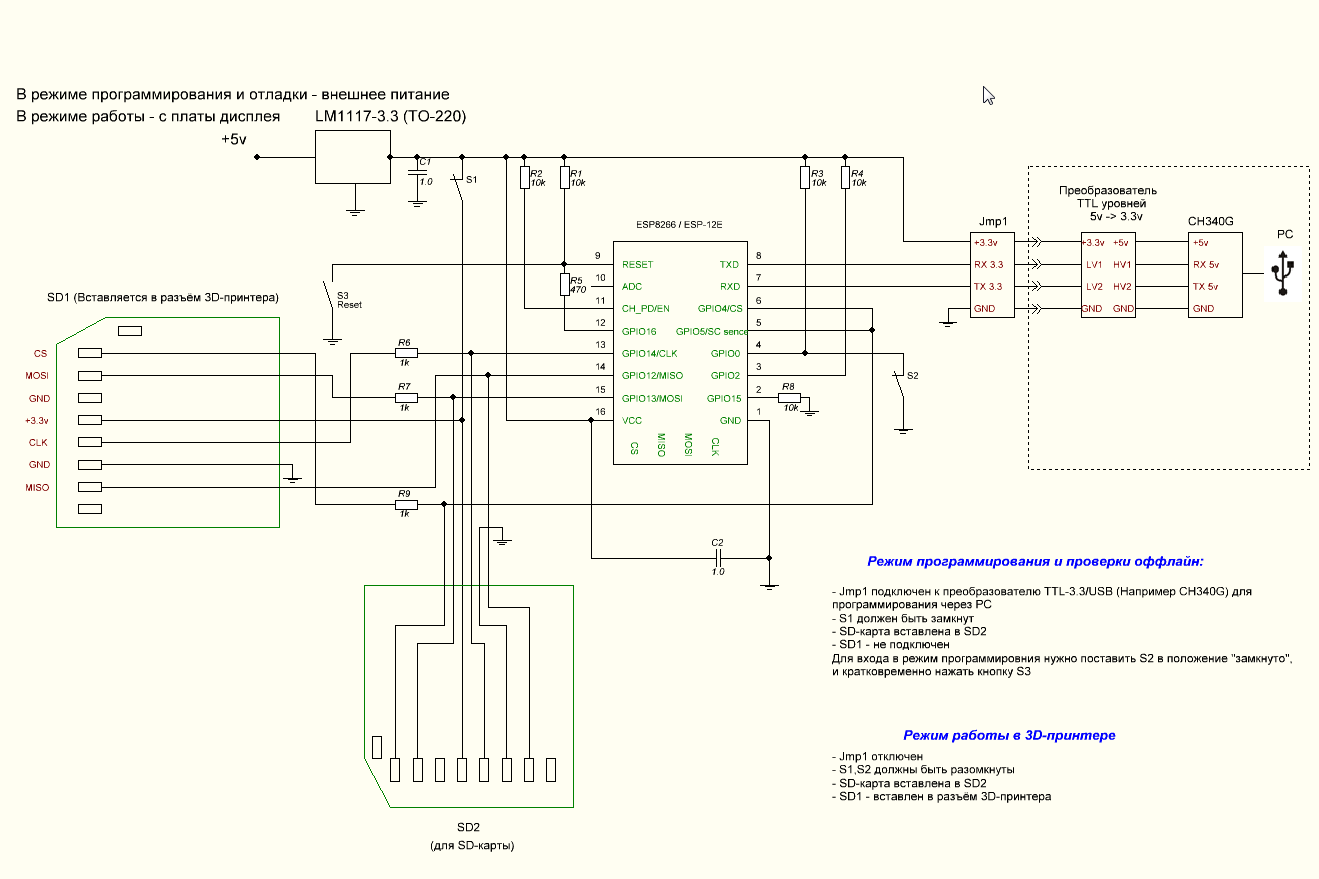 В режиме программирования и отладки - внешнее питание
В режиме работы - с платы дисплея
LM1117-3.3 (TO-220)
+5v
C1
1.0
S1
R2
10k
R1
10k
R3
10k
R4
10k
ESP8266 / ESP-12E
9
RESET
TXD
8
10
ADC
RXD
7
11
CH_PD/EN
GPIO4/CS
6
12
GPIO16
GPIO5/SC sence
5
13
GPIO14/CLK
GPIO0
4
14
GPIO12/MISO
GPIO2
3
15
GPIO13/MOSI
GPIO15
2
16
VCC
GND
1
CS
MISO
MOSI
CLK
R5
470
S3
Reset
R6
1k
R7
1k
R9
1k
R8
10k
S2
C2
1.0
Jmp1
+3.3v
RX 3.3
TX 3.3
GND
Преобразователь
TTL уровней
5v -> 3.3v
+3.3v
+5v
LV1
HV1
LV2
HV2
GND
GND
CH340G
+5v
RX 5v
TX 5v
GND
PC
SD1 (Вставляется в разъём 3D-принтера)
CS
MOSI
GND
+3.3v
CLK
GND
MISO
SD2
(для SD-карты)
Режим программирования и проверки оффлайн:
- Jmp1 подключен к преобразователю TTL-3.3/USB (Например CH340G) для
программирования через PC
- S1 должен быть замкнут
- SD-карта вставлена в SD2
- SD1 - не подключен
Для входа в режим программировния нужно поставить S2 в положение "замкнуто",
и кратковременно нажать кнопку S3
Режим работы в 3D-принтере
- Jmp1 отключен
- S1,S2 должны быть разомкнуты
- SD-карта вставлена в SD2
- SD1 - вставлен в разъём 3D-принтера